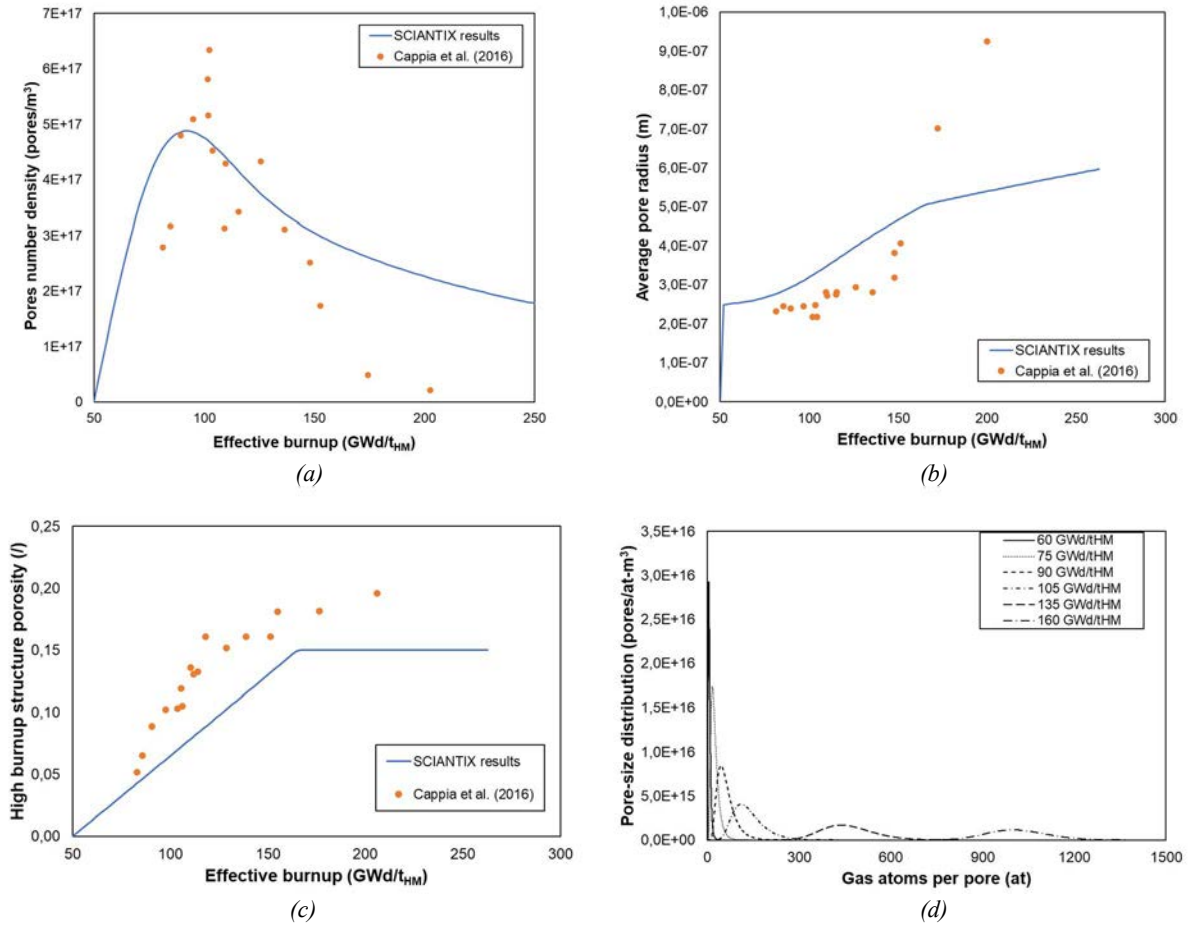 7E+17
6E+17
5E+17
4E+17
3E+17
2E+17
1E+17
0
Pores number density (pores/m³)
SCIANTIX results
Cappia et al. (2016)
50
100
150
200
250
Effective burnup (GWd/tHM)
(a)
1,0E-06
9,0E-07
8,0E-07
7,0E-07
6,0E-07
5,0E-07
4,0E-07
3,0E-07
2,0E-07
1,0E-07
0,0E+00
Average pore radius (m)
SCIANTIX results
Cappia et al. (2016)
50
100
150
200
250
300
Effective burnup (GWd/tHM)
(b)
0,25
0,20
0,15
0,10
0,05
0,00
High burnup structure porosity (/)
SCIANTIX results
Cappia et al. (2016)
50
100
150
200
250
300
Effective burnup (GWd/tHM)
(c)
3,5E+16
3,0E+16
2,5E+16
2,0E+16
1,5E+16
1,0E+16
5,0E+15
0,0E+00
Pore-size distribution (pores/at-m³)
60 GWd/tHM
75 GWd/tHM
90 GWd/tHM
105 GWd/tHM
135 GWd/tHM
160 GWd/tHM
0
300
600
900
1200
1500
Gas atoms per pore (at)
(d)